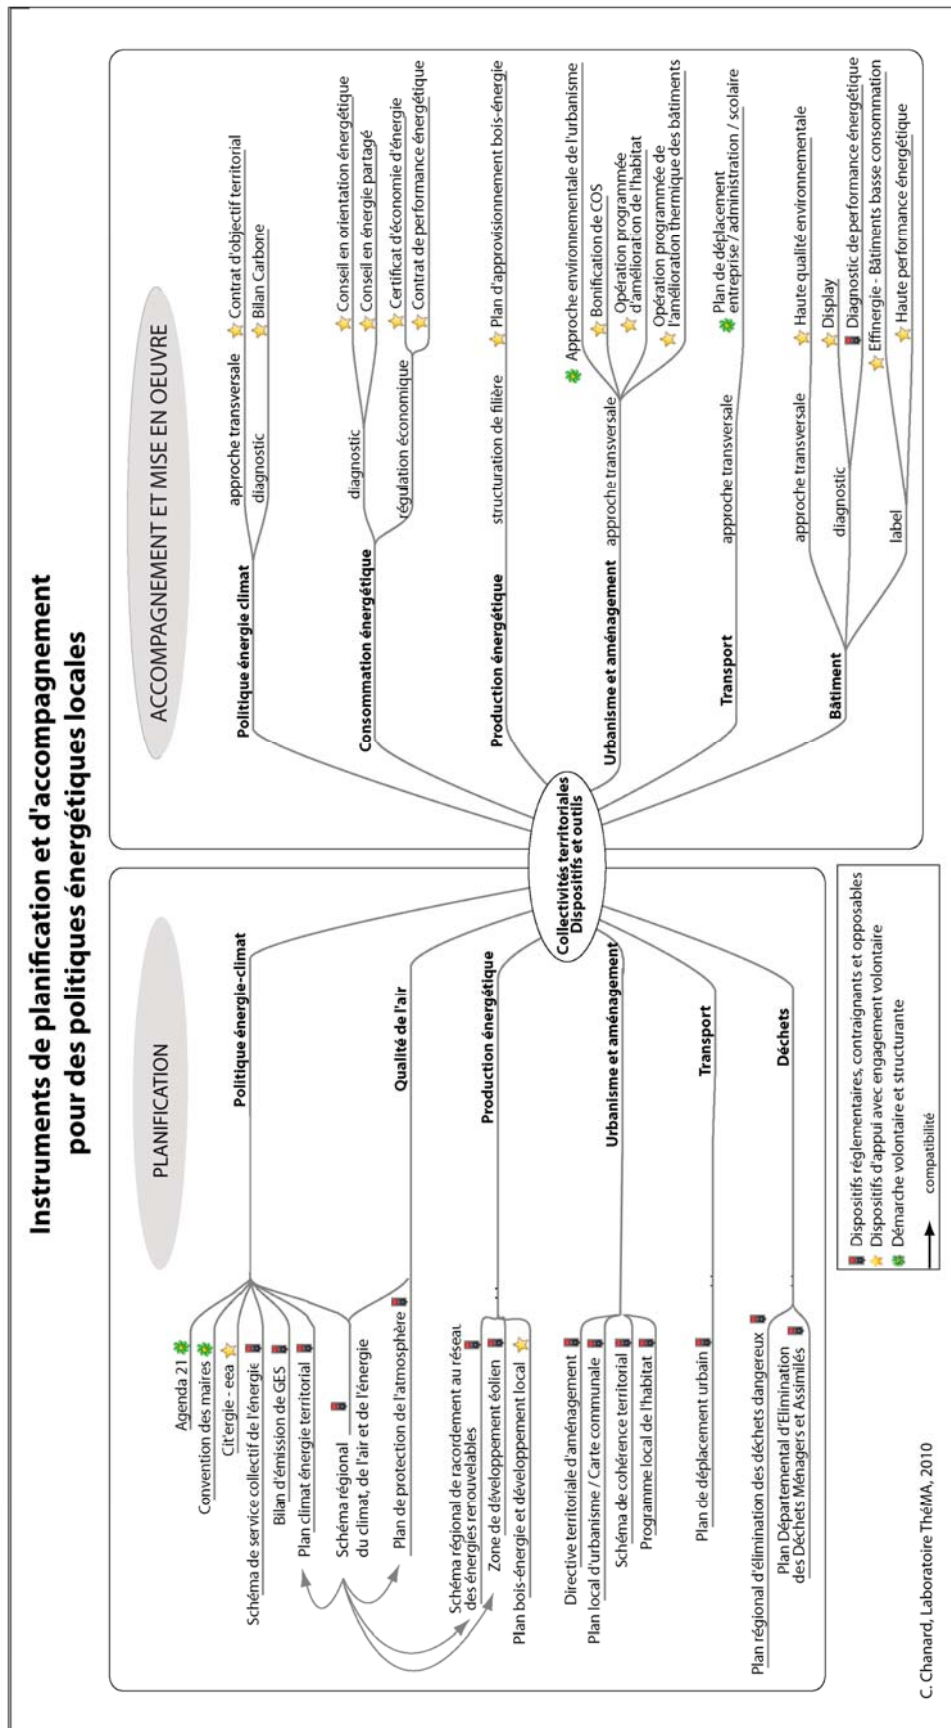 Instruments de planification et d'accompagnement
pour des politiques énergétiques locales
PLANIFICATION
Politique énergie-climat
Agenda 21
Convention des maires
Cit'ergie - eea
Schéma de service collectif de l'énergie
Bilan d'émission de GES
Plan climat énergie territorial
Schéma régional
du climat, de l'air et de l'énergie
Qualité de l'air
Plan de protection de l'atmosphère
Production énergétique
Schéma régional de racordement au réseau
des énergies renouvelables
Zone de développement éolien
Plan bois-énergie et développement local
Urbanisme et aménagement
Directive territoriale d'aménagement
Plan local d'urbanisme / Carte communale
Schéma de cohérence territorial
Programme local de l'habitat
Transport
Plan de déplacement urbain
Déchets
Plan régional d'élimination des déchets dangereux
Plan Départemental d'Elimination
des Déchets Ménagers et Assimilés
Collectivités territoriales
Dispositifs et outils
ACCOMPAGNEMENT ET MISE EN OEUVRE
Politique énergie climat
approche transversale
Contrat d'objectif territorial
diagnostic
Bilan Carbone
Consommation énergétique
diagnostic
Conseil en orientation énergétique
Conseil en énergie partagé
régulation économique
Certificat d'économie d'énergie
Contrat de performance énergétique
Production énergétique
structuration de filière
Plan d'approvisionnement bois-énergie
Urbanisme et aménagement
approche transversale
Approche environnementale de l'urbanisme
Bonification de COS
Opération programmée
d'amélioration de l'habitat
Opération programmée de
l'amélioration thermique des bâtiments
Transport
approche transversale
Plan de déplacement
entreprise / administration / scolaire
Bâtiment
approche transversale
Haute qualité environnementale
diagnostic
Display
Diagnostic de performance énergétique
label
Effinergie - Bâtiments basse consommation
Haute performance énergétique
Dispositifs réglementaires, contraignants et opposables
Dispositifs d'appui avec engagement volontaire
Démarche volontaire et structurante
compatibilité
C. Chanard, Laboratoire ThéMA, 2010